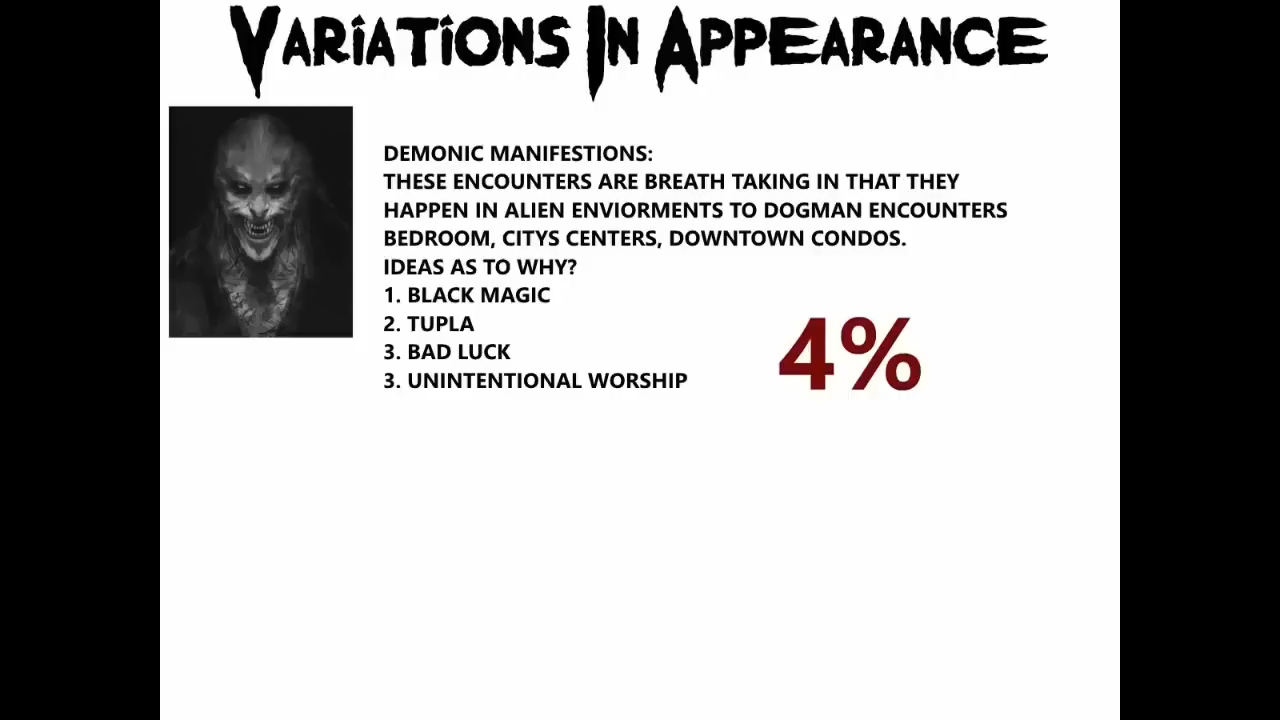 VARIATIONS IN APPEARANCE
DEMONIC MANIFESTIONS:
THESE ENCOUNTERS ARE BREATH TAKING IN THAT THEY
HAPPEN IN ALIEN ENVIORMENTS TO DOGMAN ENCOUNTERS
BEDROOM, CITYS CENTERS, DOWNTOWN CONDOS.
IDEAS AS TO WHY?
1. BLACK MAGIC
2. TUPLA
3. BAD LUCK
3. UNINTENTIONAL WORSHIP
4%